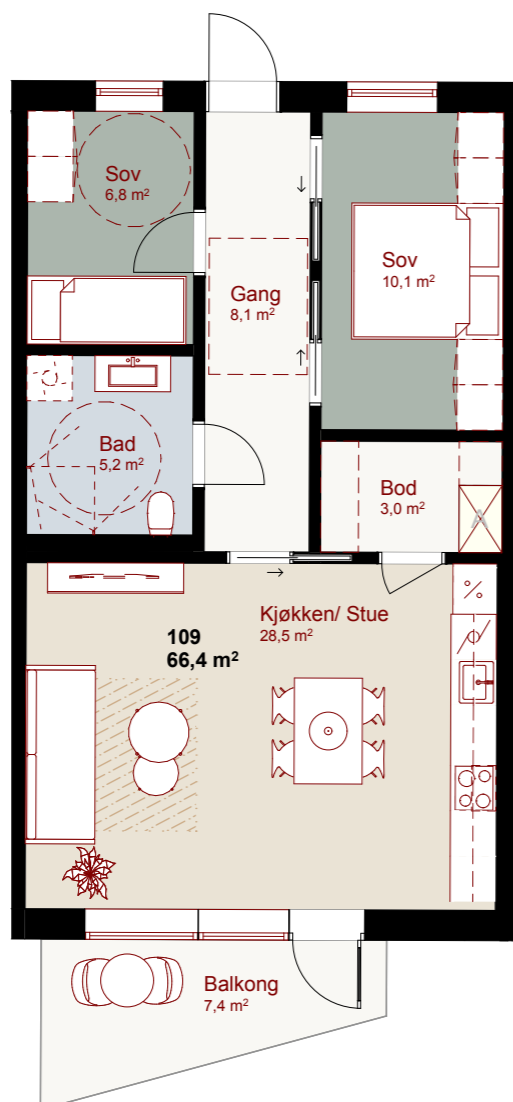 Sov
6,8 m²
Sov
10,1 m²
Gang
8,1 m²
Bad
5,2 m²
Bod
3,0 m²
A
Kjøkken/ Stue
28,5 m²
109
66,4 m²
Balkong
7,4 m²